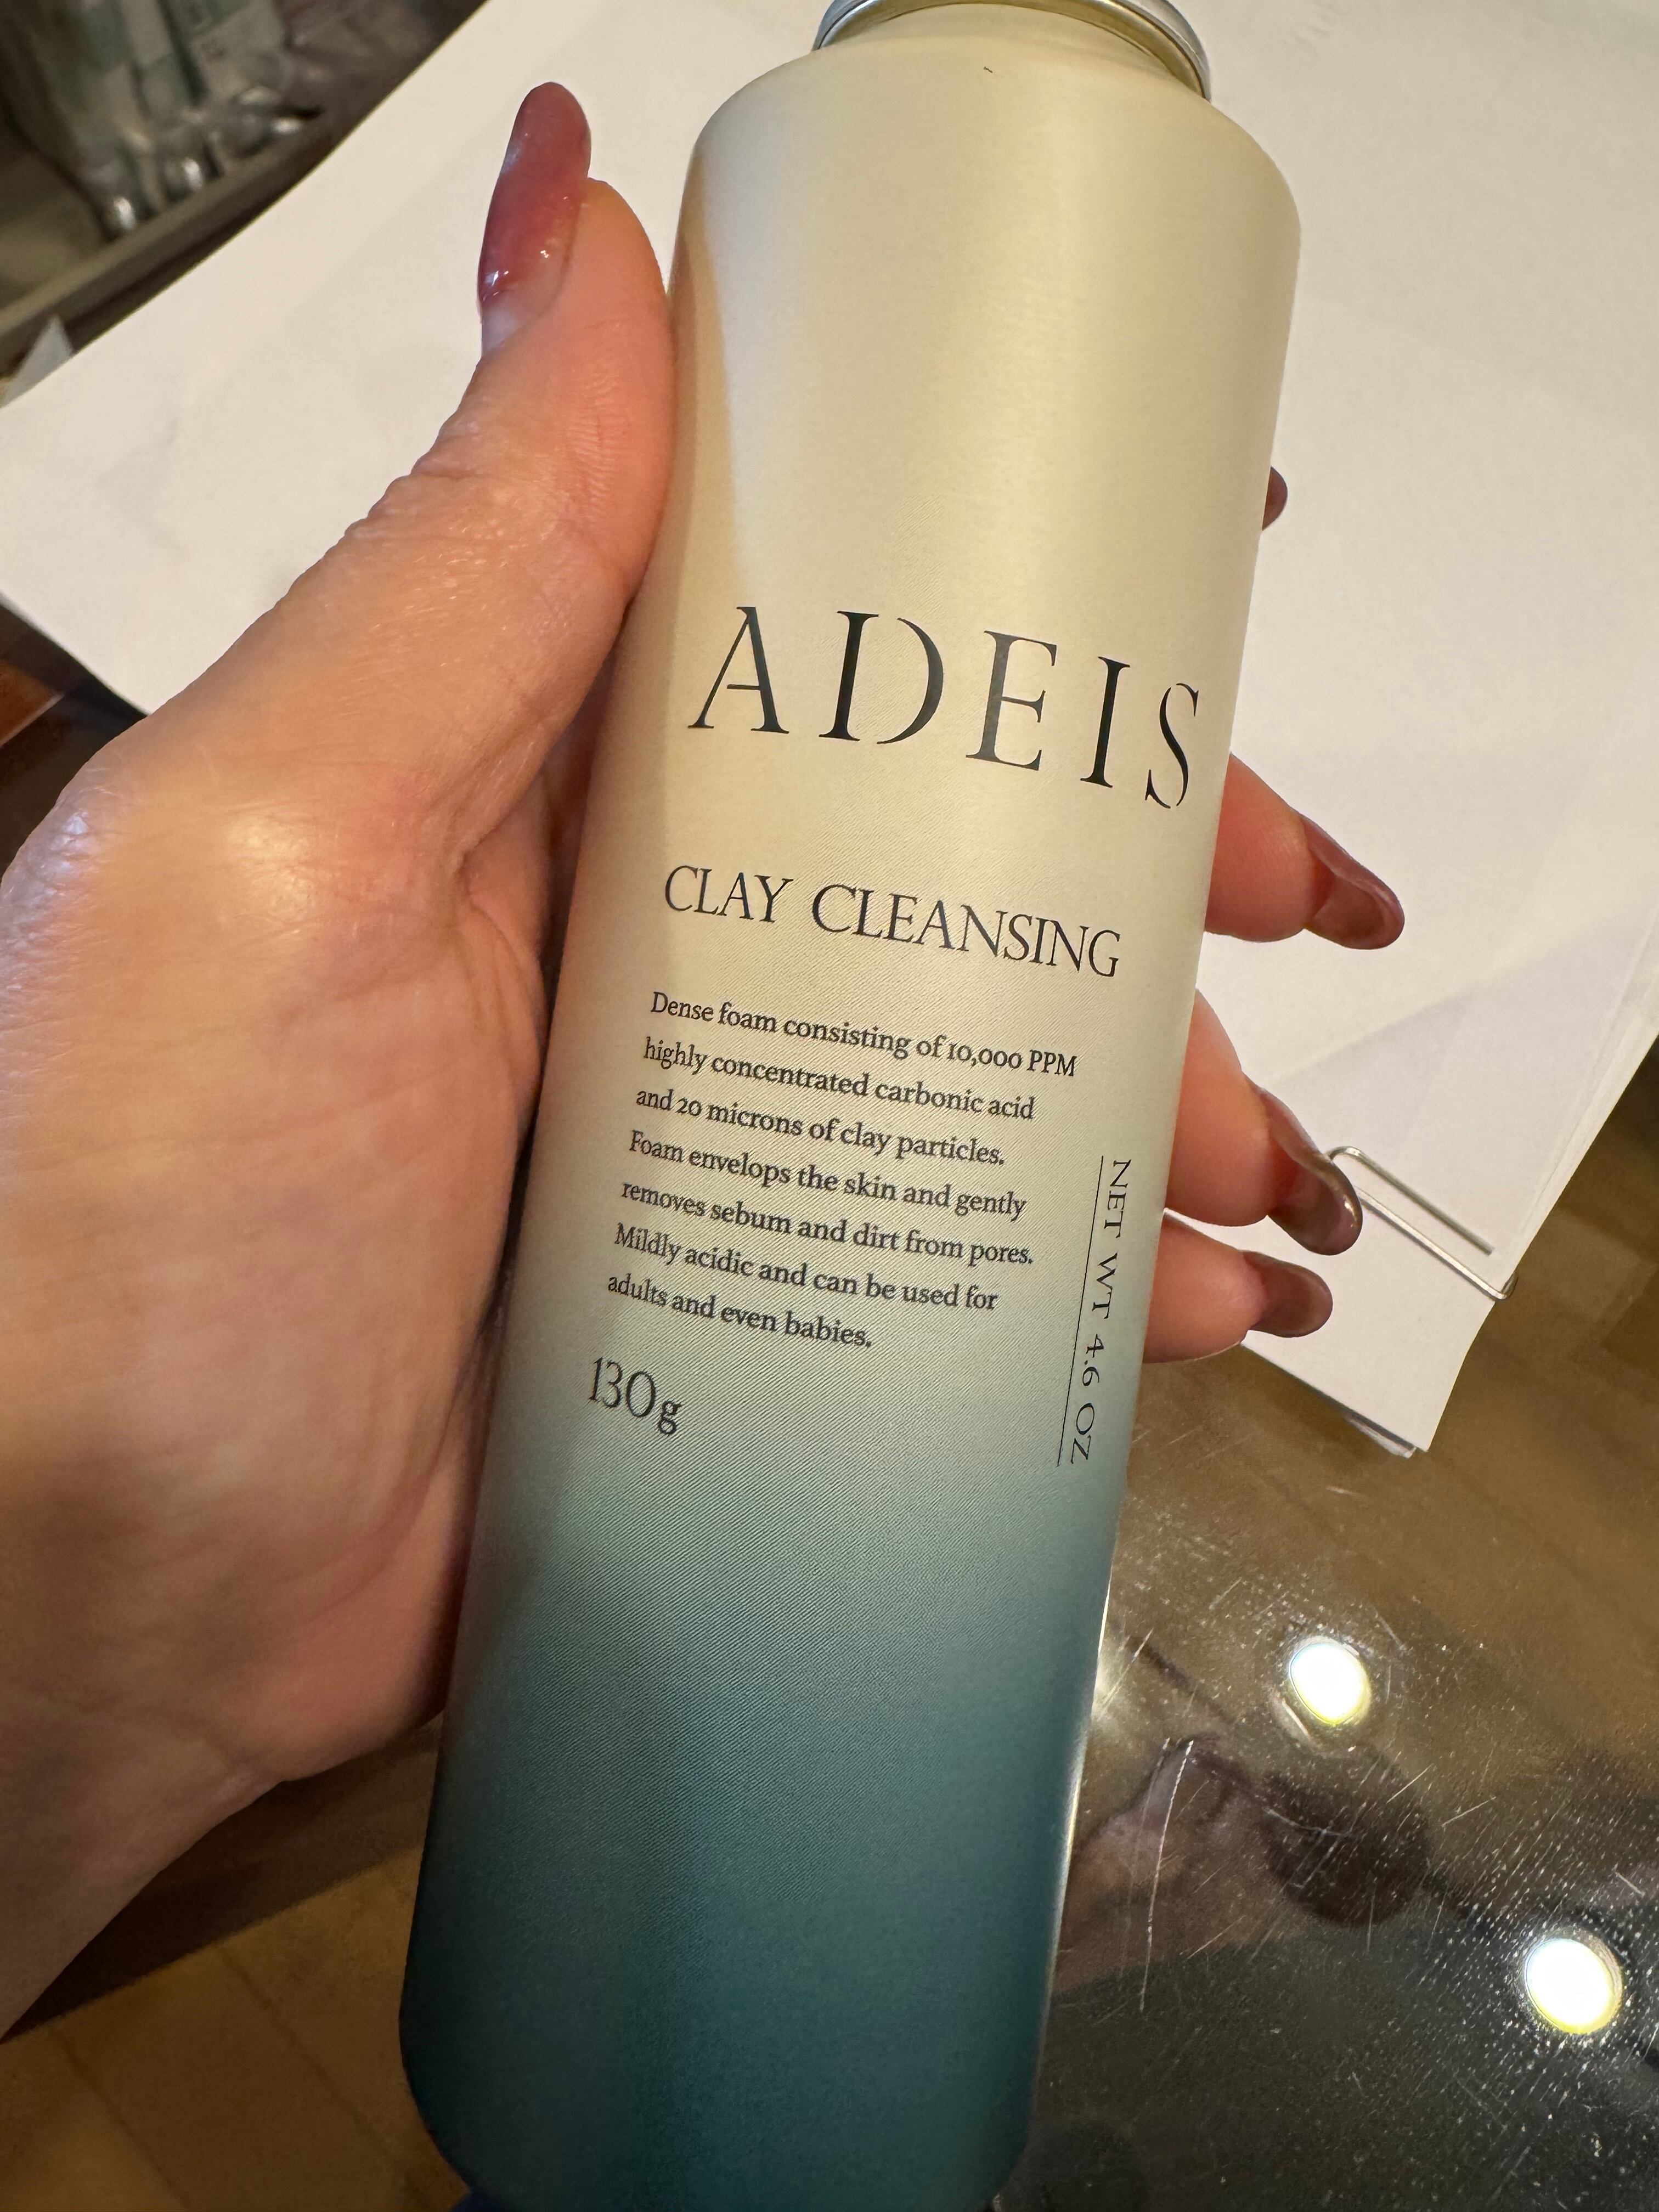 ADEIS
CLAY CLEANSING
Dense foam consisting of 10,000 PPM
highly concentrated carbonic acid
and 20 microns of clay particles.
Foam envelops the skin and gently
removes sebum and dirt from pores.
Mildly acidic and can be used for
adults and even babies.
130g
NET WT 4.6 OZ